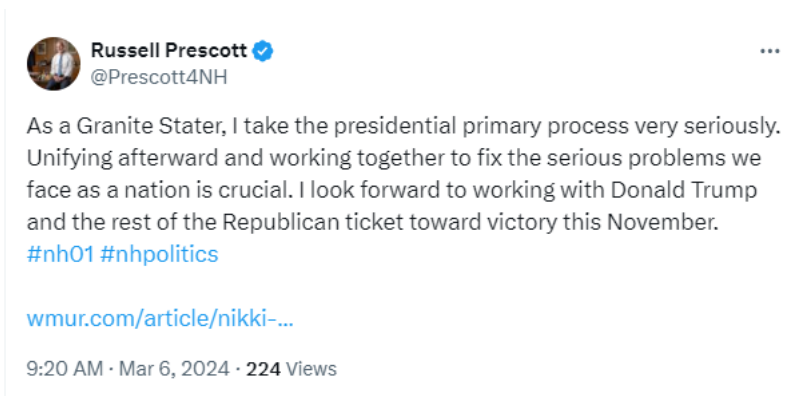 Russell Prescott
@Prescott4NH
As a Granite Stater, I take the presidential primary process very seriously.
Unifying afterward and working together to fix the serious problems we
face as a nation is crucial. I look forward to working with Donald Trump
and the rest of the Republican ticket toward victory this November.
#nh01 #nhpolitics
wmur.com/article/nikki-...
9:20 AM · Mar 6, 2024 · 224 Views